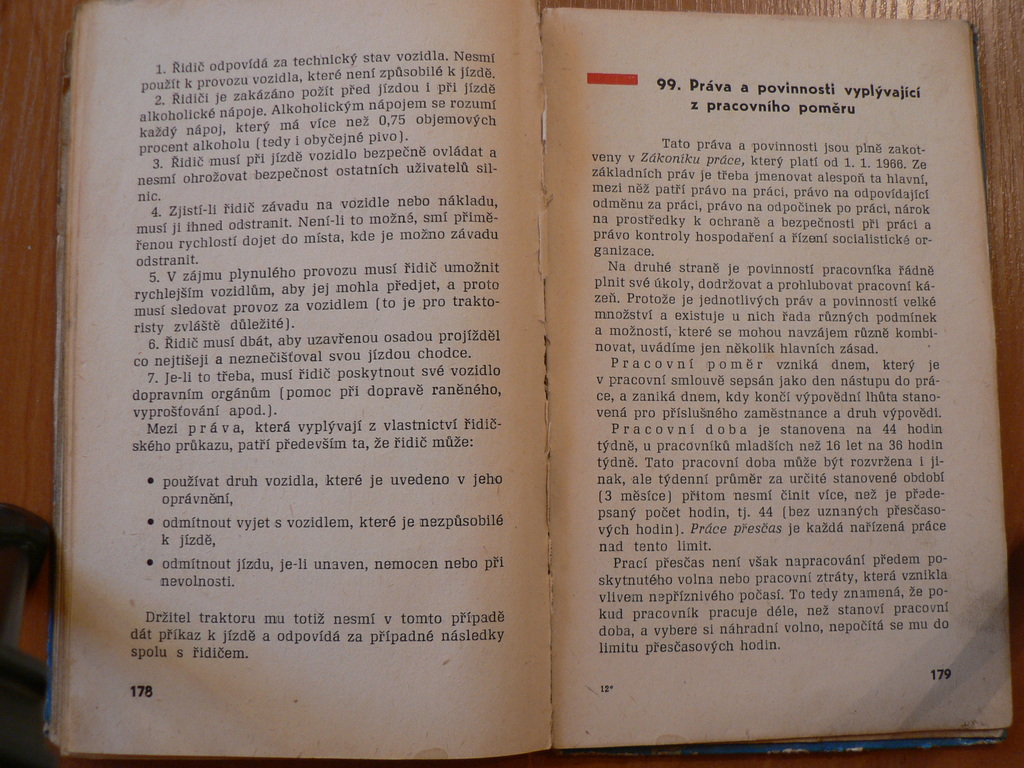 1. Řidič odpovídá za technický stav vozidla. Nesmí
použít k provozu vozidla, které není způsobilé k jízdě.
2. Řidiči je zakázáno požít před jízdou i při jízdě
alkoholické nápoje. Alkoholickým nápojem se rozumí
každý nápoj, který má více než 0,75 objemových
procent alkoholu (tedy i obyčejné pivo).
3. Řidič musí při jízdě vozidlo bezpečně ovládat a
nesmí ohrožovat bezpečnost ostatních uživatelů sil-
nic.
4. Zjistí-li řidič závadu na vozidle nebo nákladu,
musí ji ihned odstranit. Není-li to možné, smí přimě-
řenou rychlostí dojet do místa, kde je možno závadu
odstranit.
5. V zájmu plynulého provozu musí řidič umožnit
rychlejším vozidlům, aby jej mohla předjet, a proto
musí sledovat provoz za vozidlem (to je pro trakto-
risty zvláště důležité).
6. Řidič musí dbát, aby uzavřenou osadou projížděl
co nejtišeji a neznečišťoval svou jízdou chodce.
7. Je-li to třeba, musí řidič poskytnout své vozidlo
dopravním orgánům (pomoc při dopravě raněného,
vyprošťování apod.).
Mezi práva, která vyplývají z vlastnictví řidič-
ského průkazu, patří především ta, že řidič může:
• používat druh vozidla, které je uvedeno v jeho
oprávnění,
• odmítnout vyjet s vozidlem, které je nezpůsobilé
k jízdě,
• odmítnout jízdu, je-li unaven, nemocen nebo při
nevolnosti.
Držitel traktoru mu totiž nesmí v tomto případě
dát příkaz k jízdě a odpovídá za případné následky
spolu s řidičem.
178
99. Práva a povinnosti vyplývající
z pracovního poměru
Tato práva a povinnosti jsou plně zakot-
veny v Zákoníku práce, který platí od 1. 1. 1966. Ze
základních práv je třeba jmenovat alespoň ta hlavní,
mezi něž patří právo na práci, právo na odpovídající
odměnu za práci, právo na odpočinek po práci, nárok
na prostředky k ochraně a bezpečnosti při práci a
právo kontroly hospodaření a řízení socialistické or-
ganizace.
Na druhé straně je povinností pracovníka řádně
plnit své úkoly, dodržovat a prohlubovat pracovní ká-
zeň. Protože je jednotlivých práv a povinností velké
množství a existuje u nich řada různých podmínek
a možností, které se mohou navzájem různě kombi-
novat, uvádíme jen několik hlavních zásad.
Pracovní poměr vzniká dnem, který je
v pracovní smlouvě sepsán jako den nástupu do prá-
ce, a zaniká dnem, kdy končí výpovědní lhůta stano-
vená pro příslušného zaměstnance a druh výpovědi.
Pracovní doba je stanovena na 44 hodin
týdně, u pracovníků mladších než 16 let na 36 hodin
týdně. Tato pracovní doba může být rozvržena i ji-
nak, ale týdenní průměr za určité stanovené období
(3 měsíce) přitom nesmí činit více, než je přede-
psaný počet hodin, tj. 44 (bez uznaných přesčaso-
vých hodin). Práce přesčas je každá nařízená práce
nad tento limit.
Prací přesčas není však napracování předem po-
skytnutého volna nebo pracovní ztráty, která vznikla
vlivem nepříznivého počasí. To tedy znamená, že po-
kud pracovník pracuje déle, než stanoví pracovní
doba, a vybere si náhradní volno, nepočítá se mu do
limitu přesčasových hodin.
12*
179